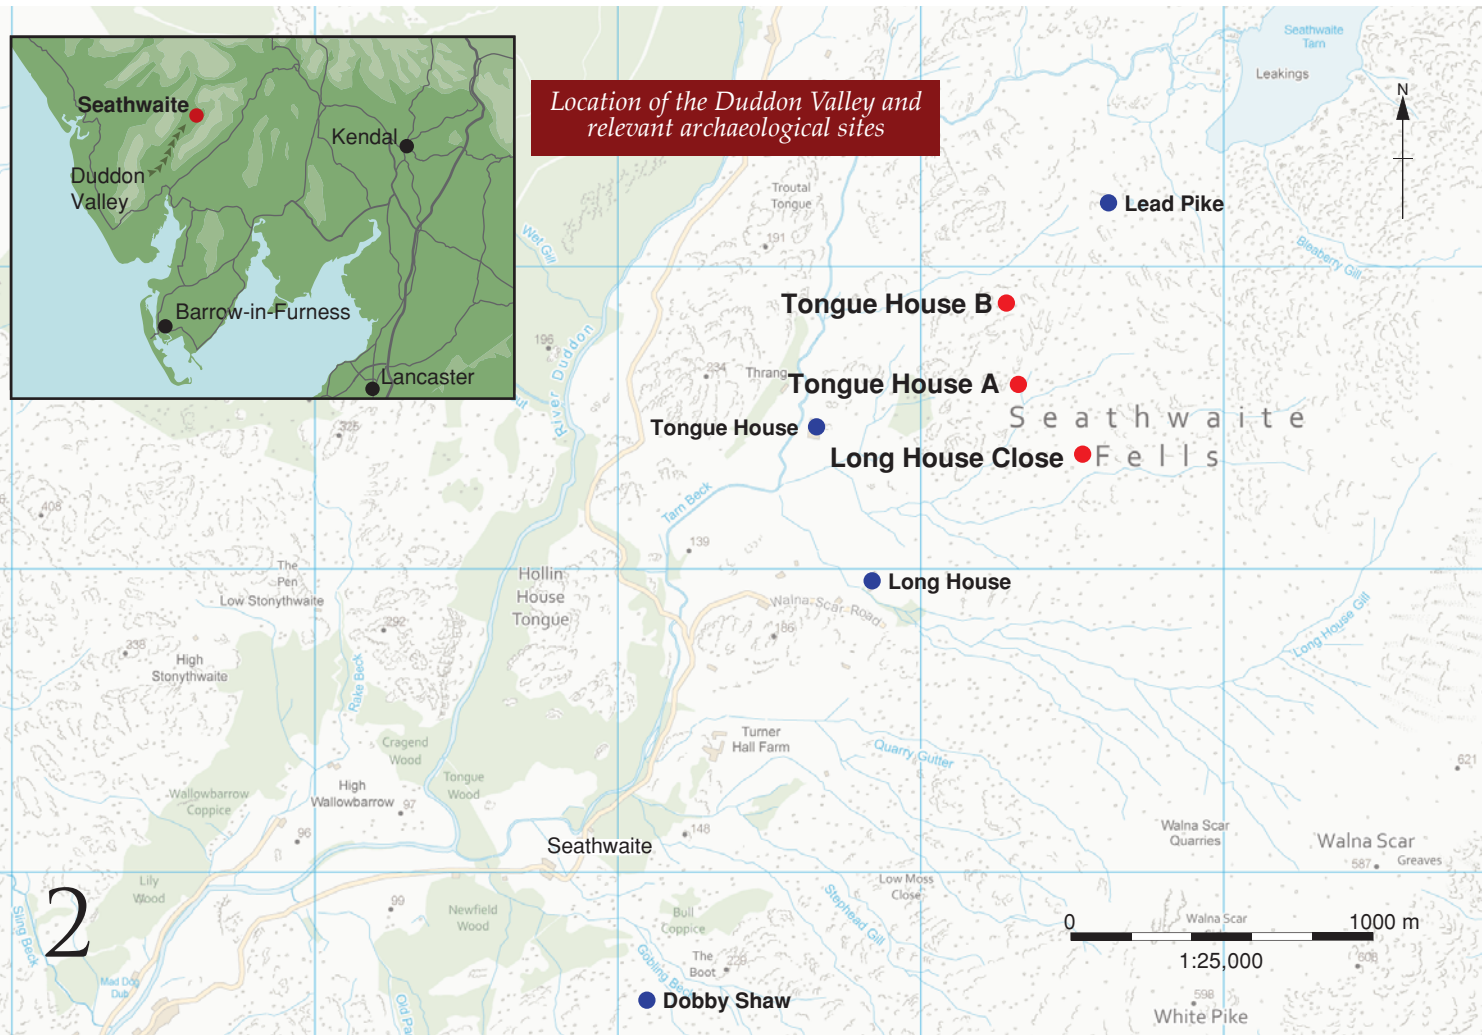 Seathwaite
Duddon
Valley
Kendal
Barrow-in-Furness
Lancaster
Location of the Duddon Valley and
relevant archaeological sites
Seathwaite
Tarn
Leakings
N
Lead Pike
Troutal
Tongue
191
Wet Gill
Bleaberry Gill
Tongue House B
196
River Duddon
234
Thrang
Tongue House A
Seathwaite
Fells
Tongue House
Long House Close
325
408
Tarn Beck
139
The
Pen
Low Stonythwaite
Hollin
House
Tongue
Long House
Walna Scar Road
186
292
338
High
Stonythwaite
Rake Beck
Long House Gill
Turner
Hall Farm
Quarry Gutter
Cragend
Wood
Tongue
Wood
621
Wallowbarrow
Coppice
High
Wallowbarrow
97
96
148
Seathwaite
Walna Scar
Quarries
Walna Scar
587
Greaves
Lily
Wood
Low Moss
Close
2
Sling Beck
99
Newfield
Wood
Bull
Coppice
Stephead Gill
Walna Scar
0
1000 m
1:25,000
The
Boot
Gobling Beck
608
Mad Dog
Dub
Dobby Shaw
598
White Pike